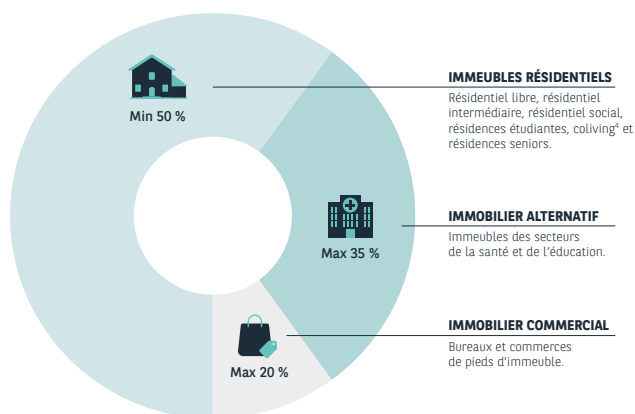 Min 50 %
IMMEUBLES RÉSIDENTIELS
Résidentiel libre, résidentiel
intermédiaire, résidentiel social,
résidences étudiantes, coliving⁴ et
résidences seniors.
Max 35 %
IMMOBILIER ALTERNATIF
Immeubles des secteurs
de la santé et de l’éducation.
Max 20 %
IMMOBILIER COMMERCIAL
Bureaux et commerces
de pieds d’immeuble.